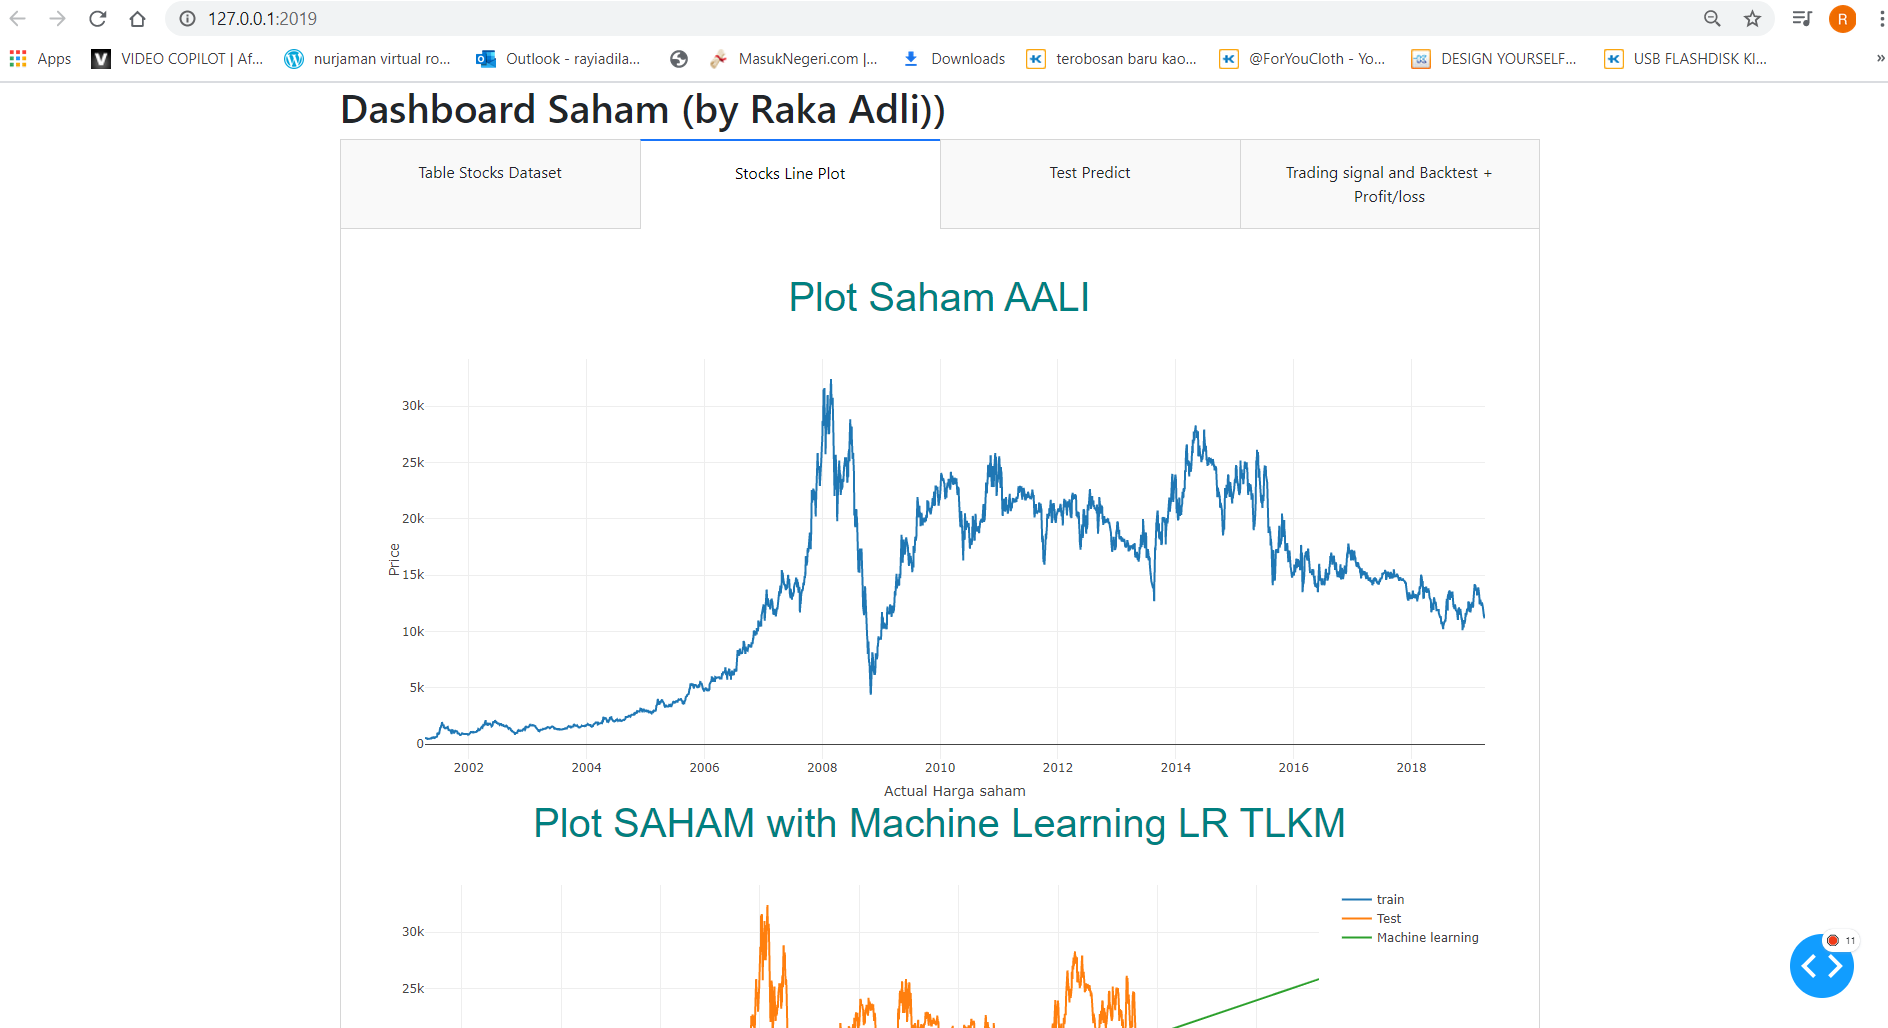 127.0.0.1:2019
R
Apps
VIDEO COPILOT | Af...
nurjaman virtual ro...
Outlook - rayiadila...
MasukNegeri.com |...
Downloads
terobosan baru kao...
@ForYouCloth - Yo...
DESIGN YOURSELF...
USB FLASHDISK KI...
»
Dashboard Saham (by Raka Adli))
Table Stocks Dataset
Stocks Line Plot
Test Predict
Trading signal and Backtest +
Profit/loss
Plot Saham AALI
30k
25k
20k
15k
10k
5k
0
Price
2002 2004 2006 2008 2010 2012 2014 2016 2018
Actual Harga saham
Plot SAHAM with Machine Learning LR TLKM
train
Test
Machine learning
30k
25k
11